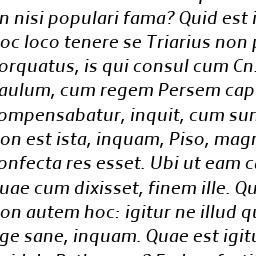 n nisi populari fama? Quid est i
oc loco tenere se Triarius non p
orquatus, is qui consul cum Cn.
aulum, cum regem Persem cap
ompensabatur, inquit, cum sum
on est ista, inquam, Piso, magn
onfecta res esset. Ubi ut eam c
uae cum dixisset, finem ille. Qu
on autem hoc: igitur ne illud qu
ge sane, inquam. Quae est igitu